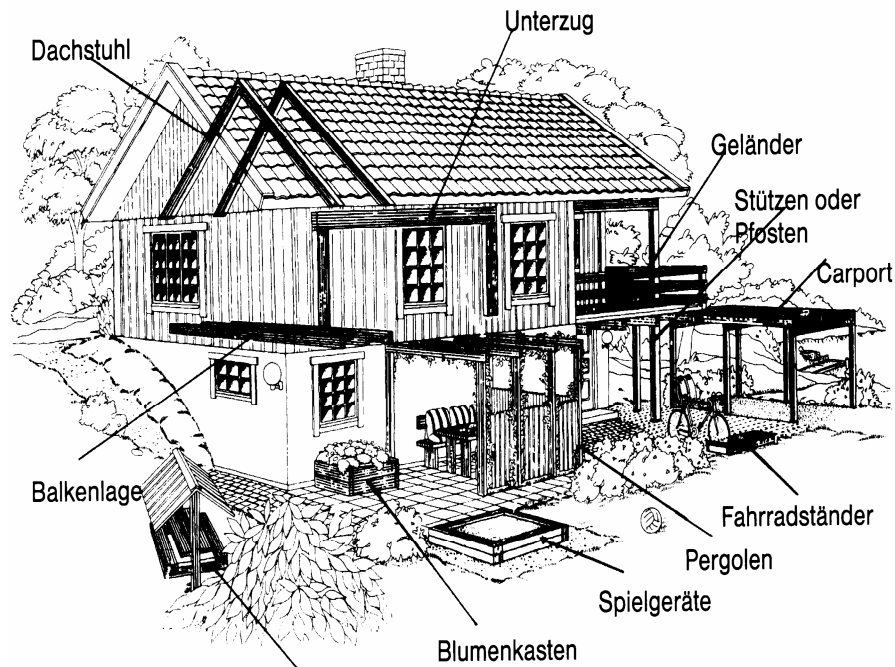 Unterzug
Dachstuhl
Geländer
Stützen oder
Pfosten
Carport
Balkenlage
Fahrradständer
Pergolen
Spielgeräte
Blumenkasten